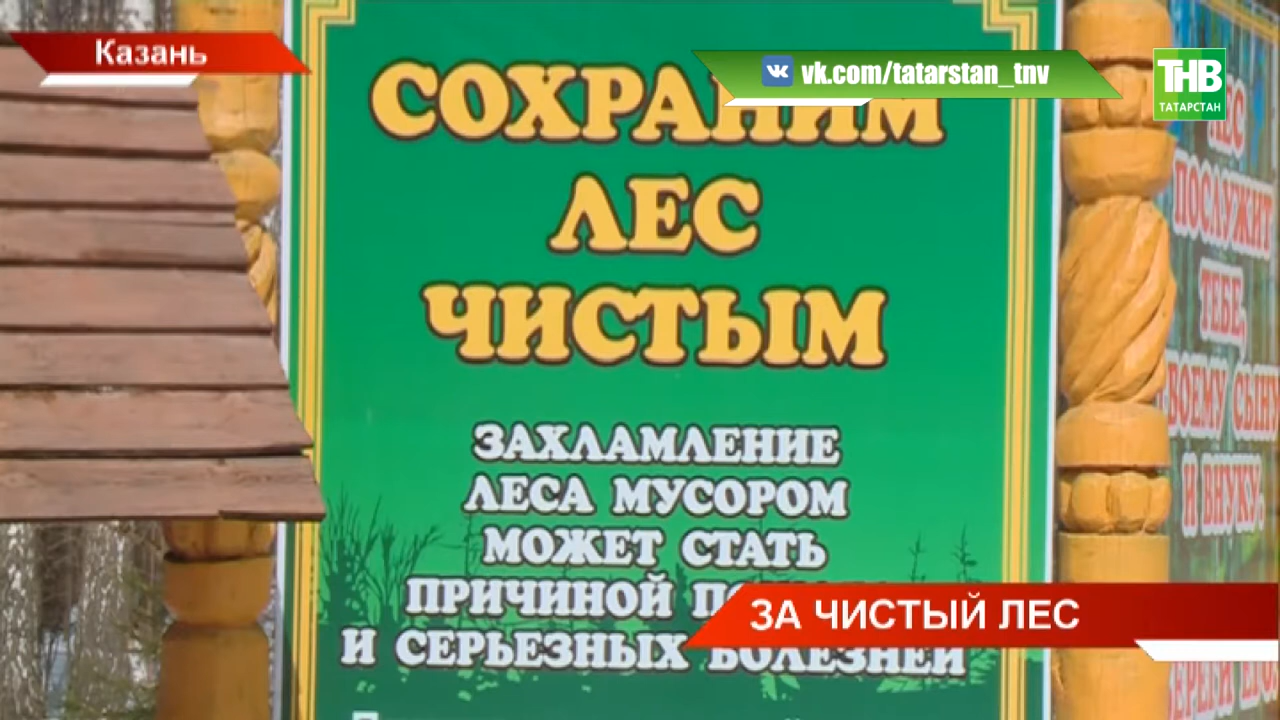 Казань
vk.com/tatarstan_tnv
ТНВ
ТАТАРСТАН
СОХРАНИМ
ЛЕС
ЧИСТЫМ
ЗАХЛАМЛЕНИЕ
ЛЕСА МУСОРОМ
МОЖЕТ СТАТЬ
ПРИЧИНОЙ
И СЕРЬЕЗНЫХ БОЛЕЗНЕЙ
ЛЕС
ПОСЛУЖИТ
ТЕБЕ,
СЫНУ
И ВНУКУ.
ЗА ЧИСТЫЙ ЛЕС